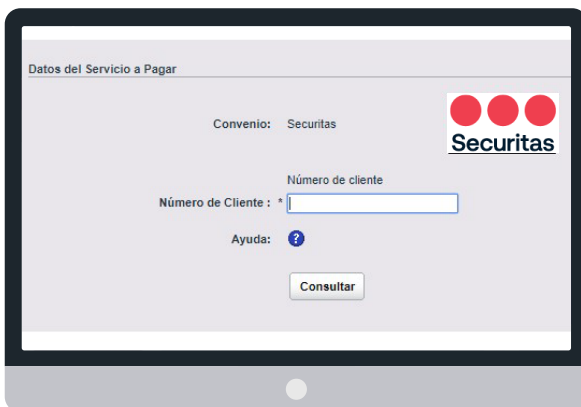 Datos del Servicio a Pagar
Convenio: Securitas
Securitas
Número de cliente
Número de Cliente : *
Ayuda: ?
Consultar